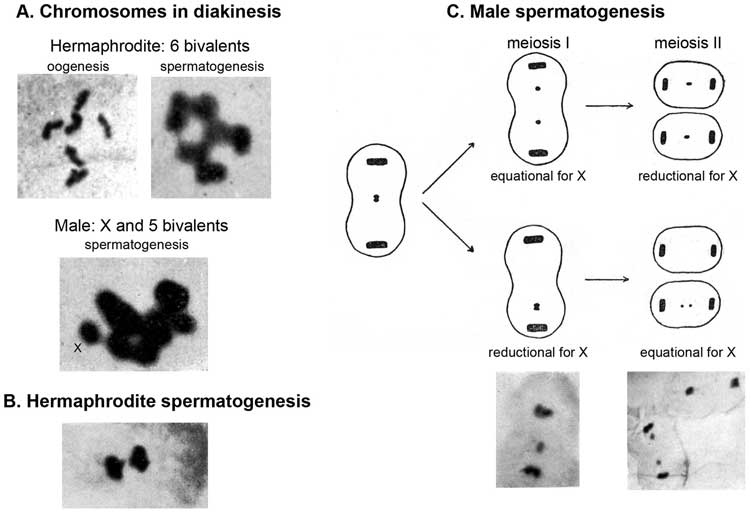 A. Chromosomes in diakinesis
Hermaphrodite: 6 bivalents
oogenesis
spermatogenesis
Male: X and 5 bivalents
spermatogenesis
X
B. Hermaphrodite spermatogenesis
C. Male spermatogenesis
meiosis I
meiosis II
equational for X
reductional for X
reductional for X
equational for X